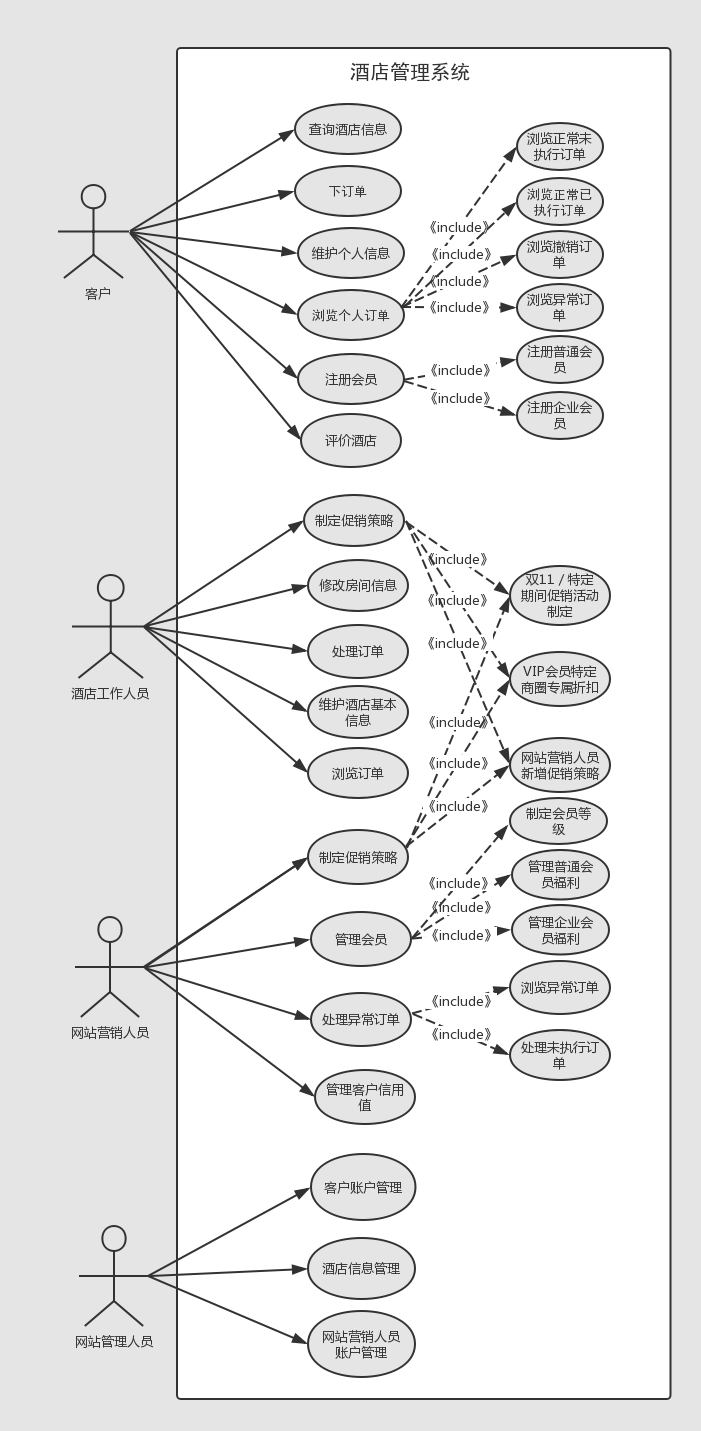 酒店管理系统
查询酒店信息
下订单
维护个人信息
浏览个人订单
注册会员
评价酒店
客户
《include》
《include》
《include》
《include》
《include》
《include》
浏览正常未
执行订单
浏览正常已
执行订单
浏览撤销订
单
浏览异常订
单
注册普通会
员
注册企业会
员
制定促销策略
修改房间信息
处理订单
维护酒店基本
信息
浏览订单
酒店工作人员
《include》
《include》
《include》
《include》
《include》
《include》
双11 / 特定
期间促销活动
制定
VIP会员特定
商圈专属折扣
网站营销人员
新增促销策略
制定促销策略
管理会员
处理异常订单
管理客户信用
值
网站营销人员
《include》
《include》
《include》
《include》
《include》
制定会员等
级
管理普通会
员福利
管理企业会
员福利
浏览异常订单
处理未执行订
单
客户账户管理
酒店信息管理
网站营销人员
账户管理
网站管理人员